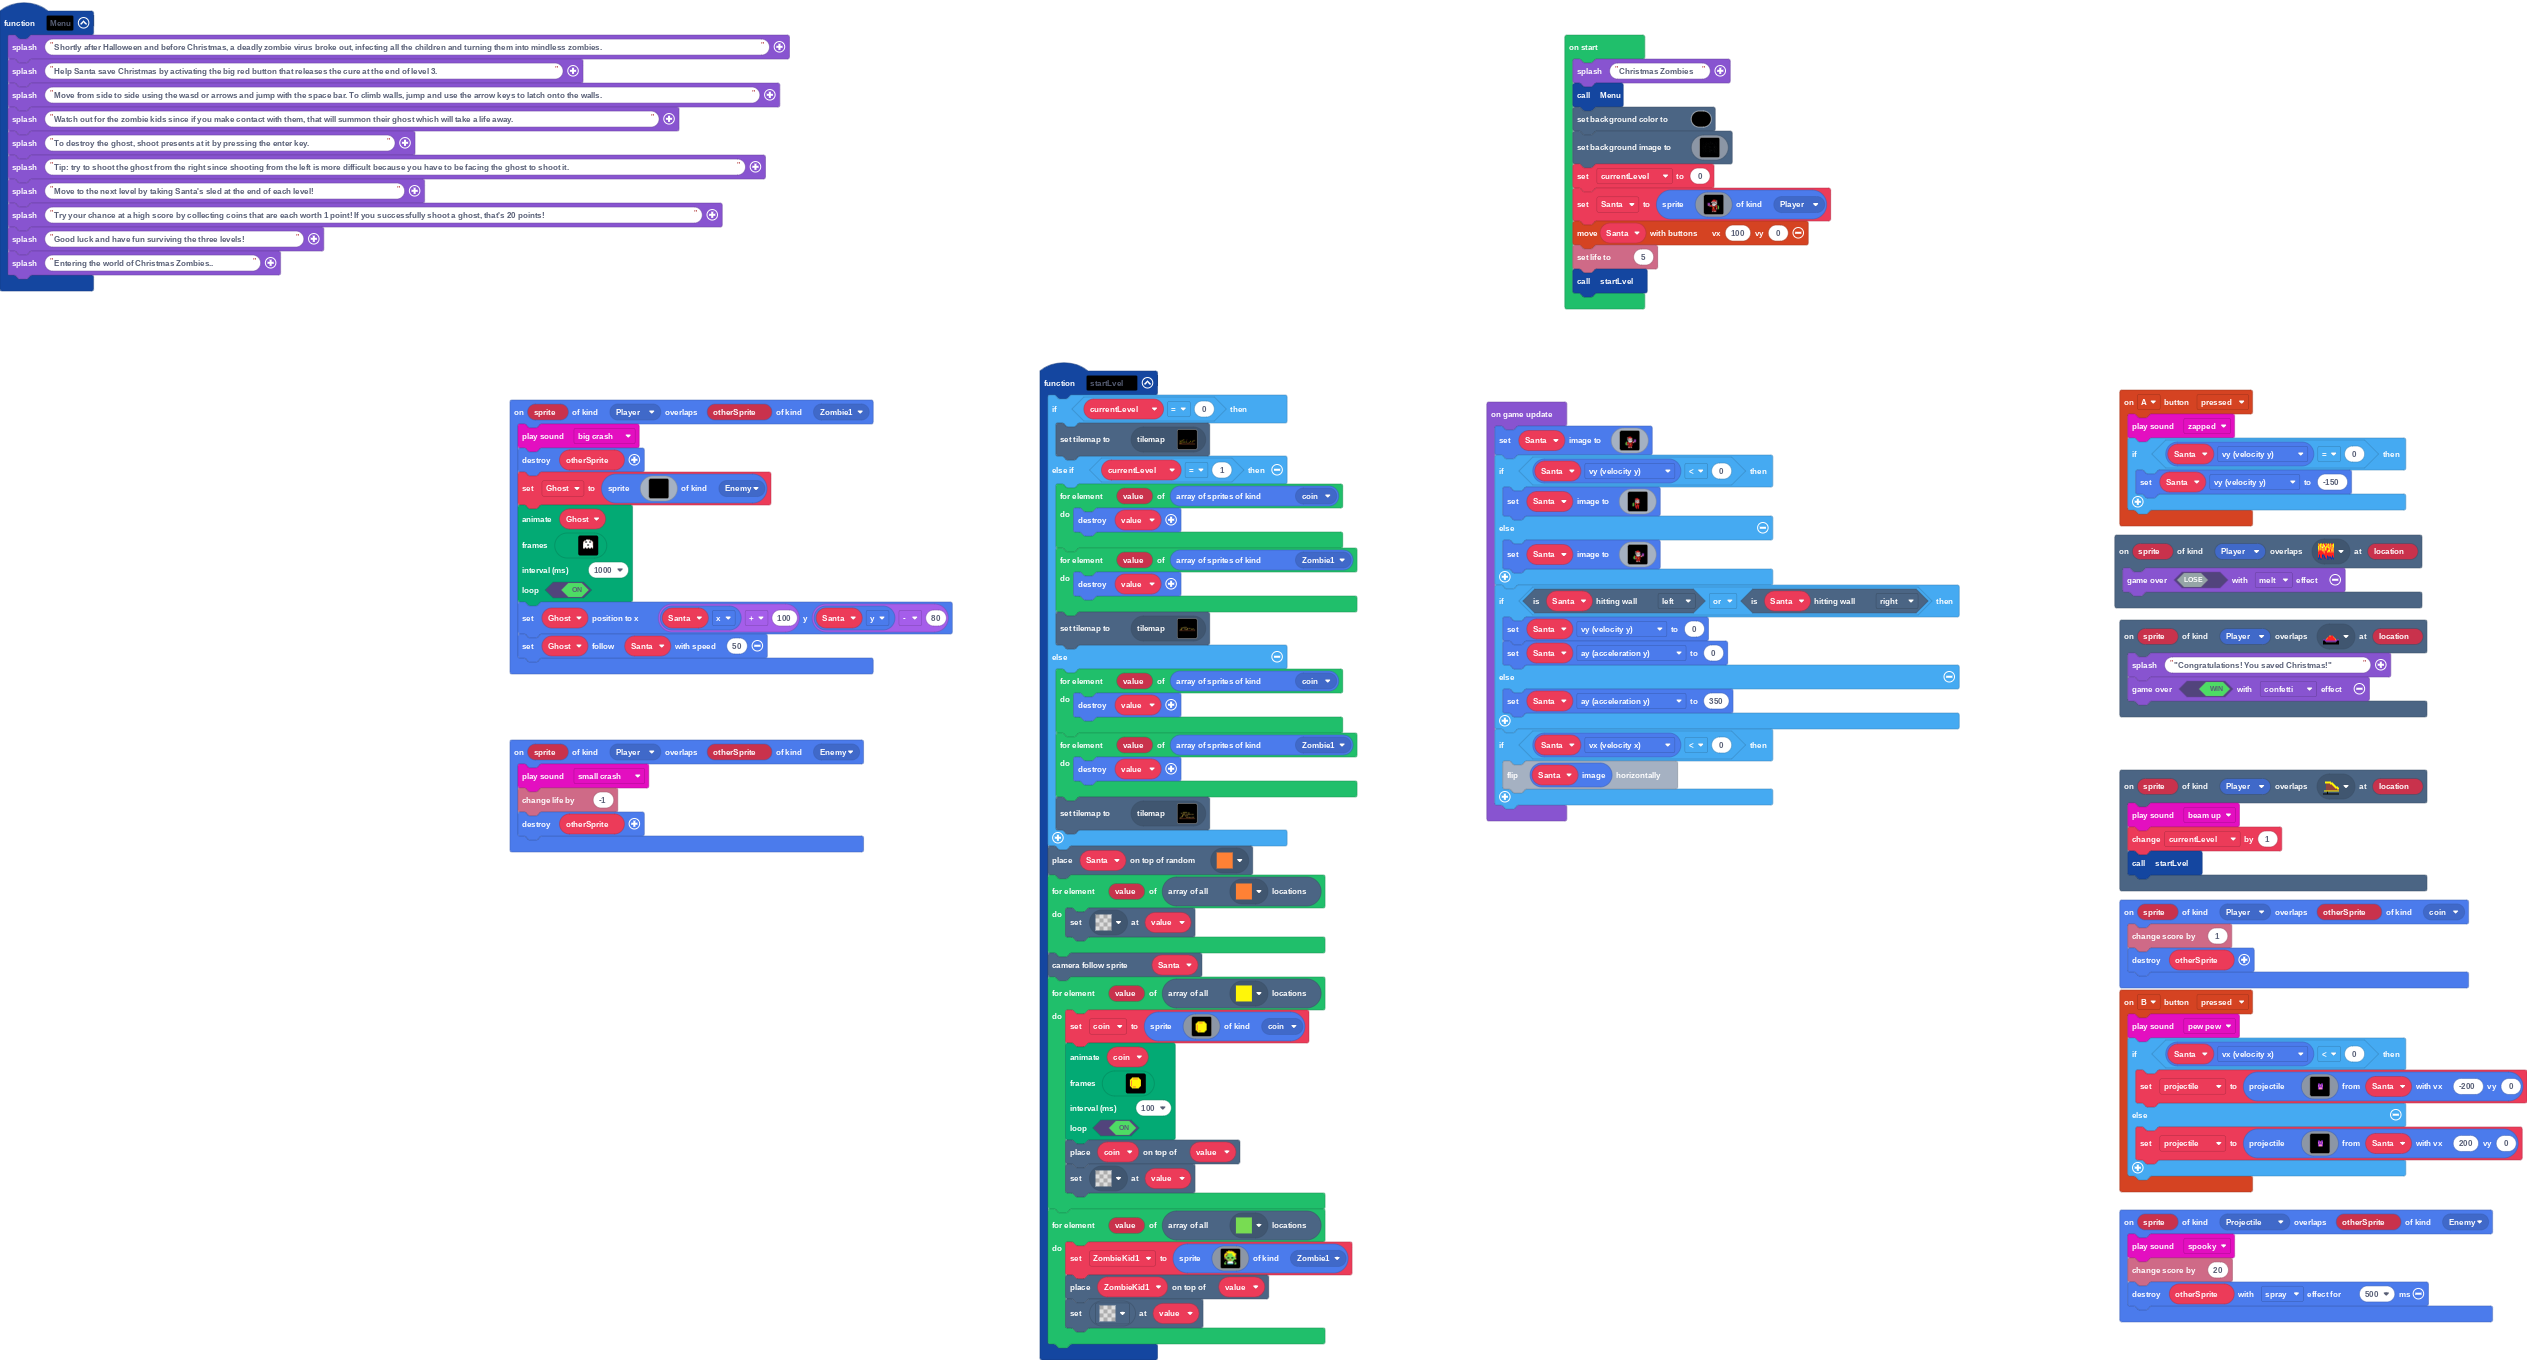 function Menu
splash "Shortly after Halloween and before Christmas, a deadly zombie virus broke out, infecting all the children and turning them into mindless zombies. "
splash "Help Santa save Christmas by activating the big red button that releases the cure at the end of level 3. "
splash "Move from side to side using the wasd or arrows and jump with the space bar. To climb walls, jump and use the arrow keys to latch onto the walls. "
splash "Watch out for the zombie kids since if you make contact with them, that will summon their ghost which will take a life away. "
splash "To destroy the ghost, shoot presents at it by pressing the enter key. "
splash "Tip: try to shoot the ghost from the right since shooting from the left is more difficult because you have to be facing the ghost to shoot it. "
splash "Move to the next level by taking Santa's sled at the end of each level! "
splash "Try your chance at a high score by collecting coins that are each worth 1 point! If you successfully shoot a ghost, that's 20 points! "
splash "Good luck and have fun surviving the three levels! "
splash "Entering the world of Christmas Zombies.. "
on start
splash "Christmas Zombies "
call Menu
set background color to
set background image to
set currentLevel to 0
set Santa to sprite of kind Player
move Santa with buttons vx 100 vy 0
set life to 5
call startLvel
on sprite of kind Player overlaps otherSprite of kind Zombie1
play sound big crash
destroy otherSprite
set Ghost to sprite of kind Enemy
animate Ghost
frames
interval (ms) 1000
loop ON
set Ghost position to x Santa x + 100 y Santa y - 80
set Ghost follow Santa with speed 50
on sprite of kind Player overlaps otherSprite of kind Enemy
play sound small crash
change life by -1
destroy otherSprite
function startLvel
if currentLevel = 0 then
set tilemap to tilemap
else if currentLevel = 1 then
for element value of array of sprites of kind coin
do destroy value
for element value of array of sprites of kind Zombie1
do destroy value
set tilemap to tilemap
else
for element value of array of sprites of kind coin
do destroy value
for element value of array of sprites of kind Zombie1
do destroy value
set tilemap to tilemap
place Santa on top of random
for element value of array of all locations
do set at value
camera follow sprite Santa
for element value of array of all locations
do set coin to sprite of kind coin
animate coin
frames
interval (ms) 100
loop ON
place coin on top of value
set at value
for element value of array of all locations
do set ZombieKid1 to sprite of kind Zombie1
place ZombieKid1 on top of value
set at value
on game update
set Santa image to
if Santa vy (velocity y) < 0 then
set Santa image to
else
set Santa image to
if is Santa hitting wall left or is Santa hitting wall right then
set Santa vy (velocity y) to 0
set Santa ay (acceleration y) to 0
else
set Santa ay (acceleration y) to 350
if Santa vx (velocity x) < 0 then
flip Santa image horizontally
on A button pressed
play sound zapped
if Santa vy (velocity y) = 0 then
set Santa vy (velocity y) to -150
on sprite of kind Player overlaps at location
game over LOSE with melt effect
on sprite of kind Player overlaps at location
splash ""Congratulations! You saved Christmas!" "
game over WIN with confetti effect
on sprite of kind Player overlaps at location
play sound beam up
change currentLevel by 1
call startLvel
on sprite of kind Player overlaps otherSprite of kind coin
change score by 1
destroy otherSprite
on B button pressed
play sound pew pew
if Santa vx (velocity x) < 0 then
set projectile to projectile from Santa with vx -200 vy 0
else
set projectile to projectile from Santa with vx 200 vy 0
on sprite of kind Projectile overlaps otherSprite of kind Enemy
play sound spooky
change score by 20
destroy otherSprite with spray effect for 500 ms